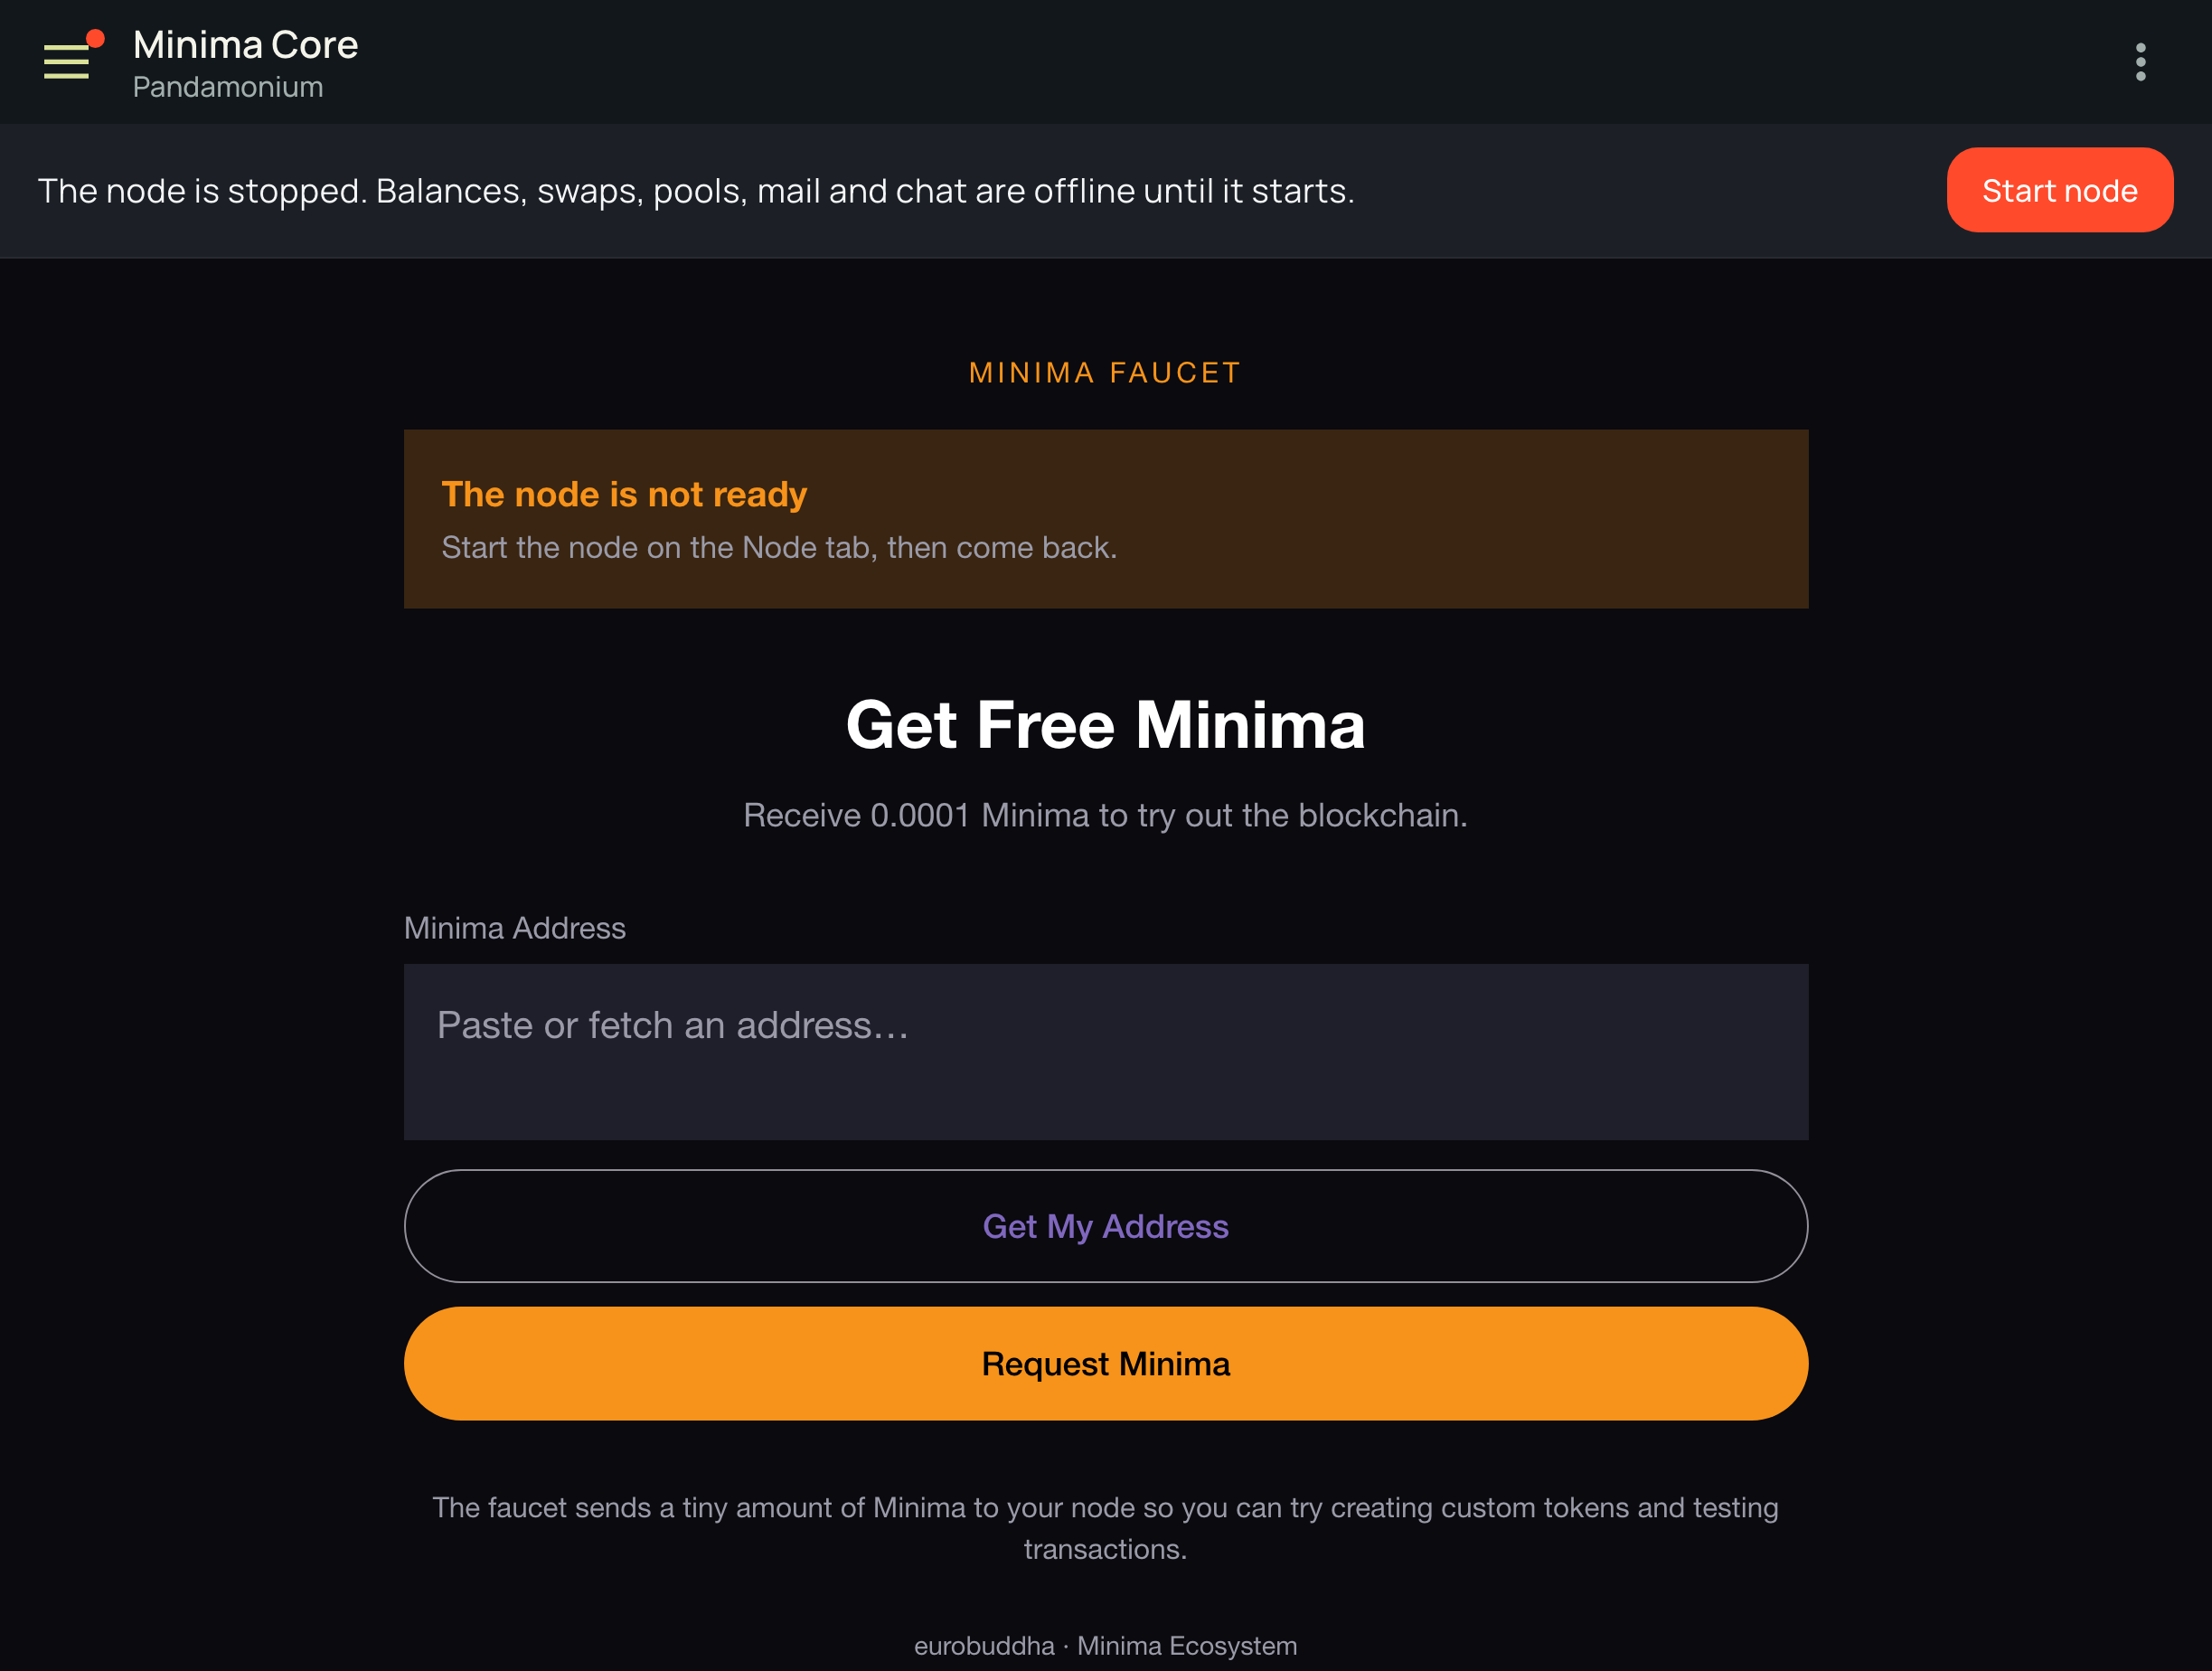 Minima Core
Pandamonium
The node is stopped. Balances, swaps, pools, mail and chat are offline until it starts.
Start node
MINIMA FAUCET
The node is not ready
Start the node on the Node tab, then come back.
Get Free Minima
Receive 0.0001 Minima to try out the blockchain.
Minima Address
Paste or fetch an address…
Get My Address
Request Minima
The faucet sends a tiny amount of Minima to your node so you can try creating custom tokens and testing
transactions.
eurobuddha · Minima Ecosystem